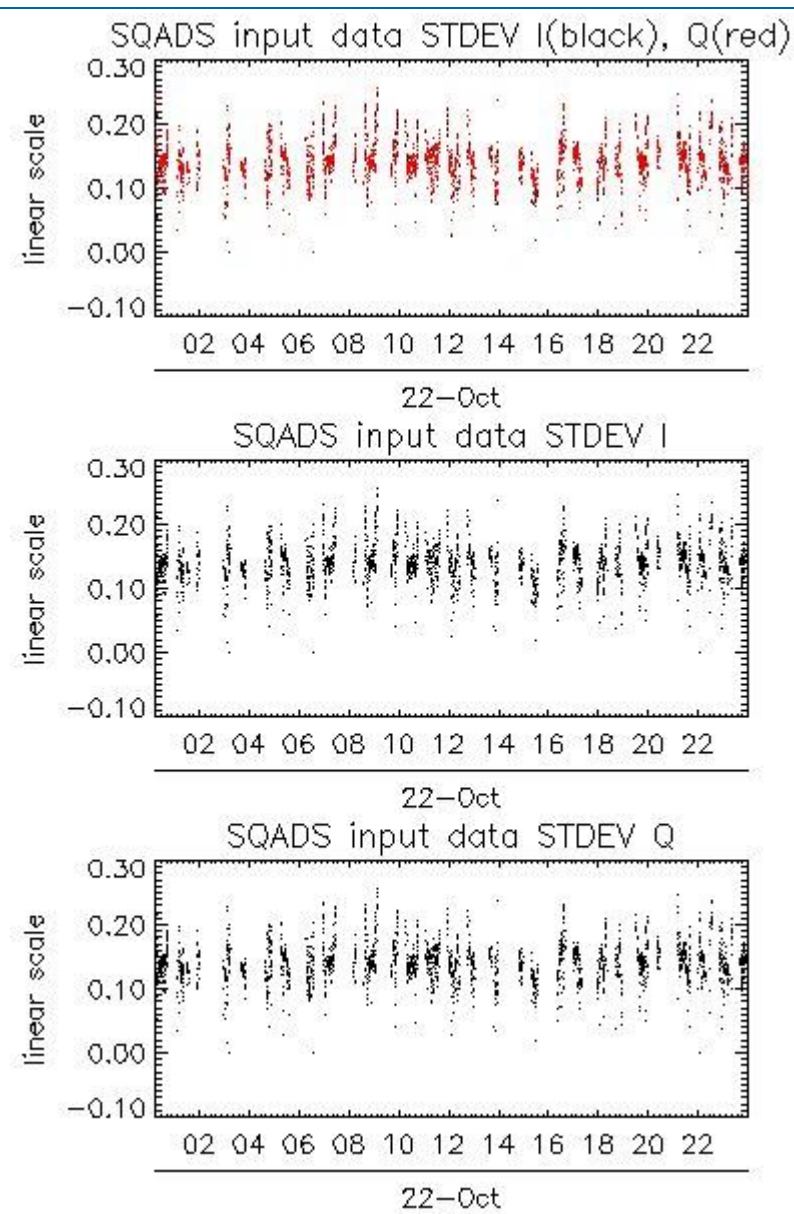 SQADS input data STDEV I(black), Q(red)
0.30
0.20
0.10
0.00
−0.10
linear scale
02 04 06 08 10 12 14 16 18 20 22
22−Oct
SQADS input data STDEV I
0.30
0.20
0.10
0.00
−0.10
linear scale
02 04 06 08 10 12 14 16 18 20 22
22−Oct
SQADS input data STDEV Q
0.30
0.20
0.10
0.00
−0.10
linear scale
02 04 06 08 10 12 14 16 18 20 22
22−Oct